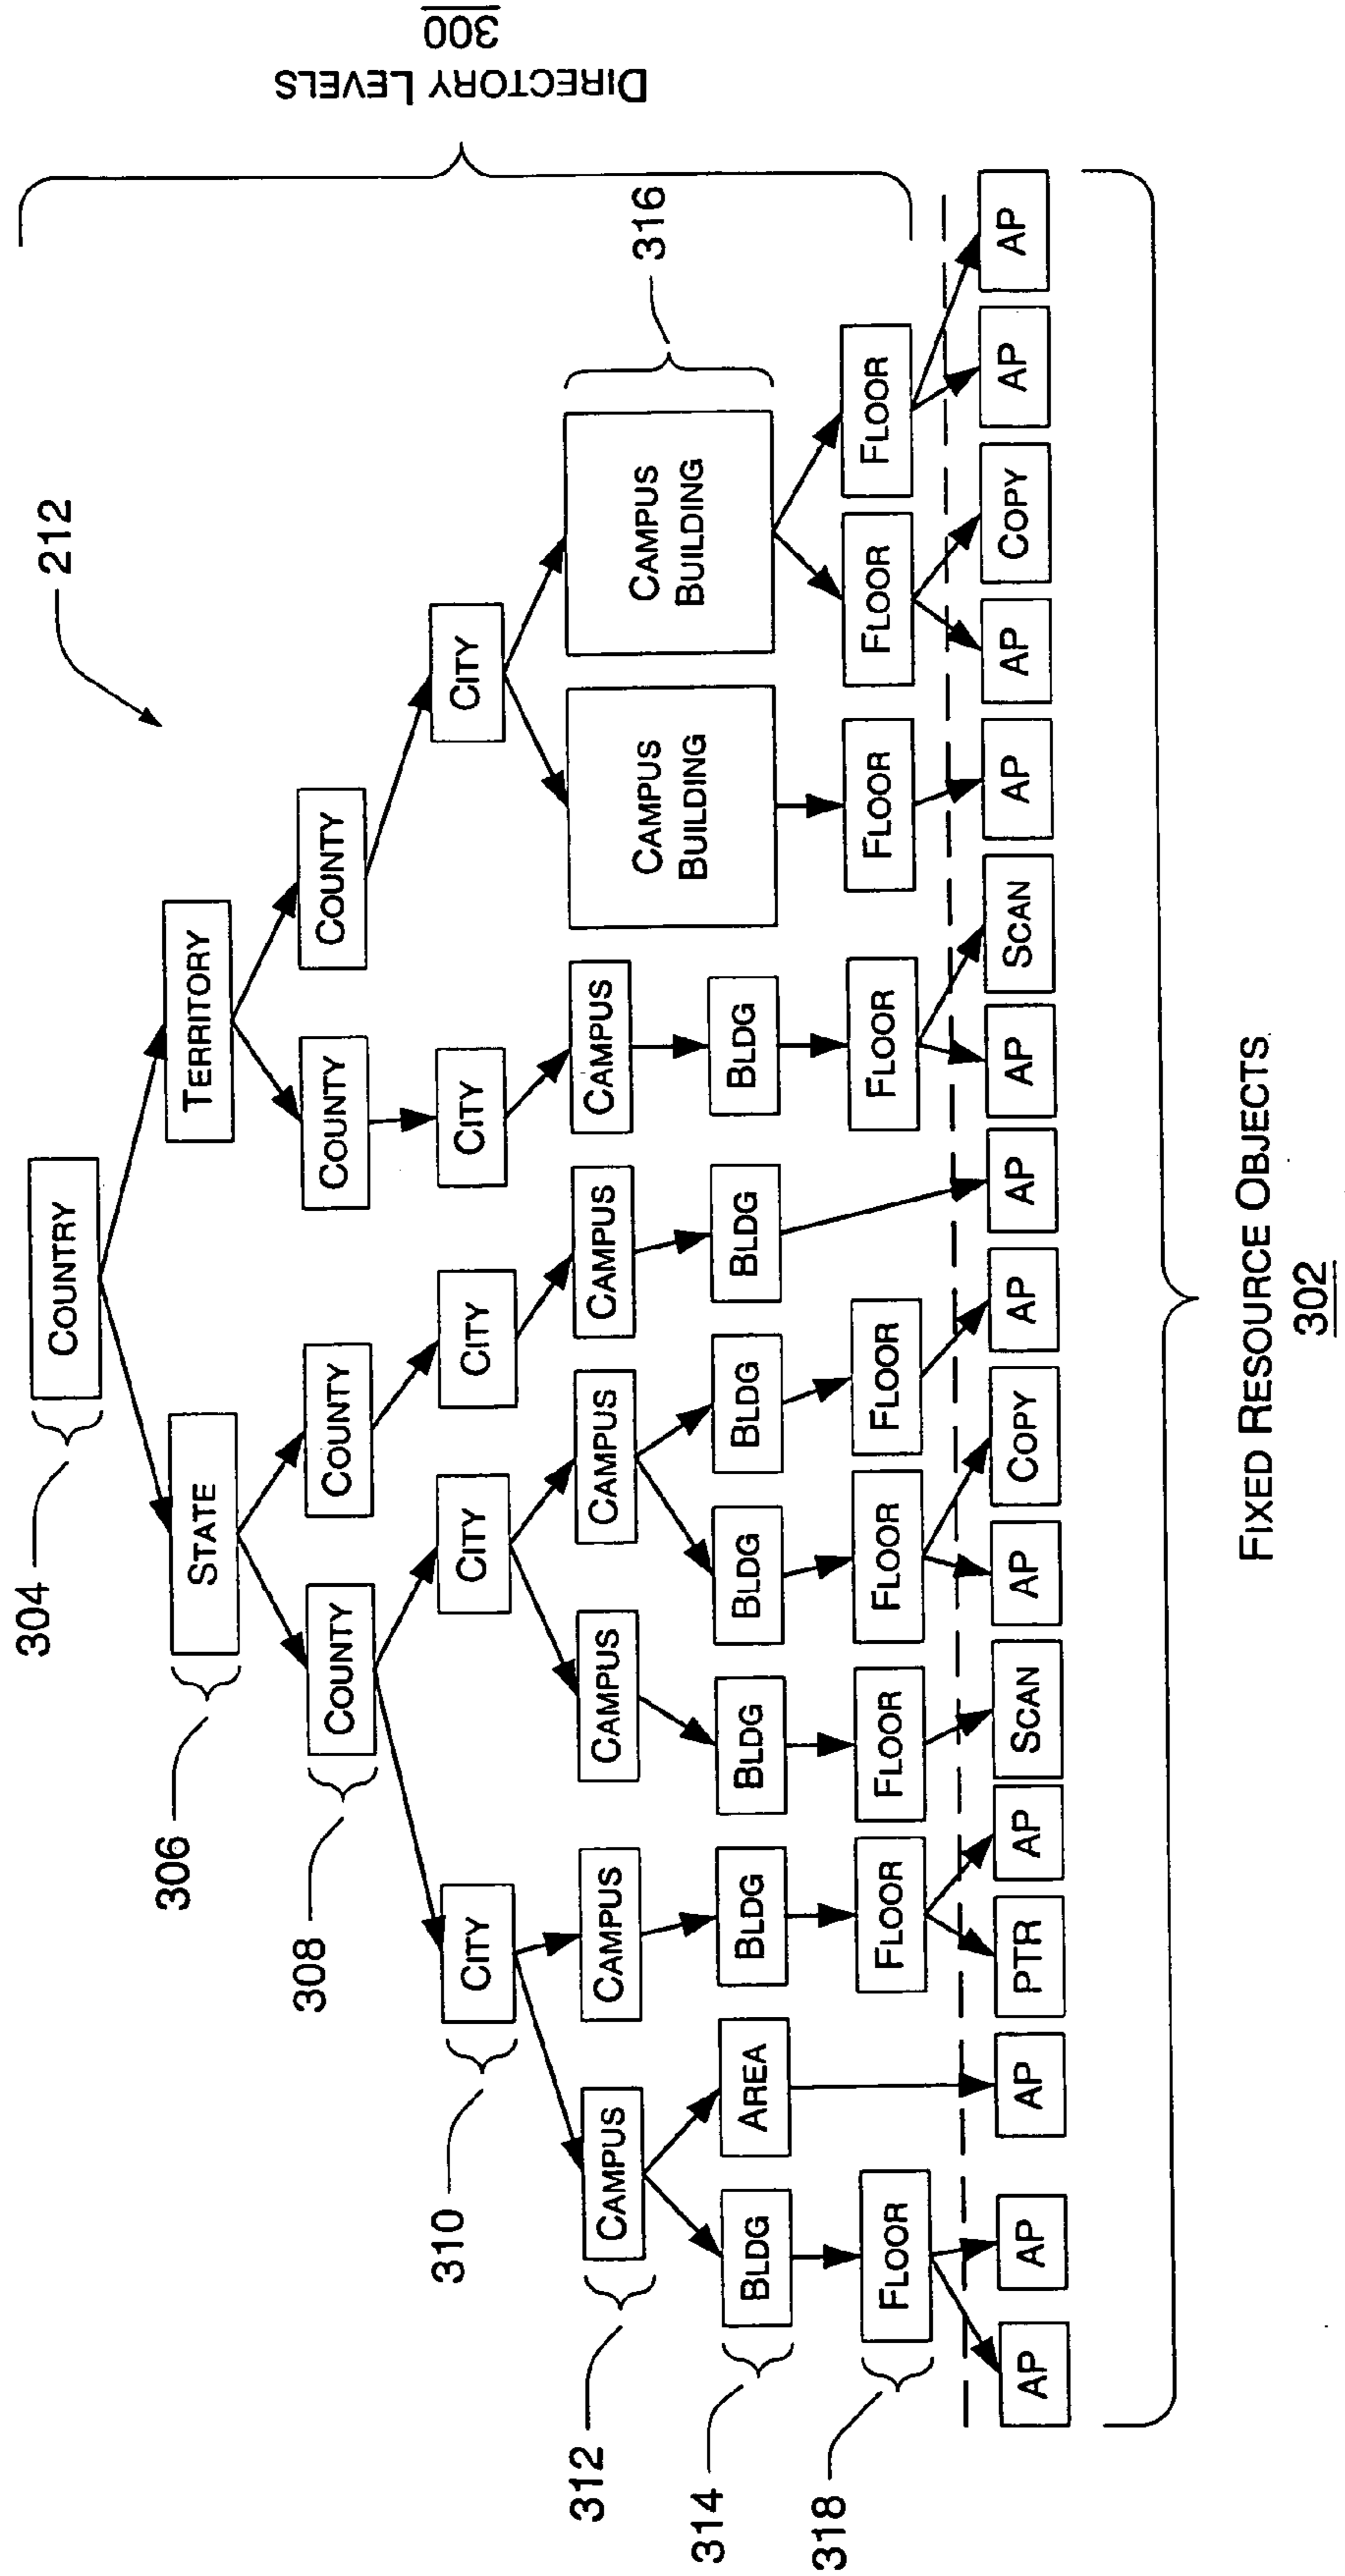 304
COUNTRY
212
306
STATE
TERRITORY
308
COUNTY
COUNTY
COUNTY
COUNTY
310
CITY
CITY
CITY
CITY
CITY
312
CAMPUS
CAMPUS
CAMPUS
CAMPUS
CAMPUS
CAMPUS
CAMPUS
BUILDING
CAMPUS
BUILDING
316
314
BLDG
AREA
BLDG
BLDG
BLDG
BLDG
BLDG
BLDG
318
FLOOR
FLOOR
FLOOR
FLOOR
FLOOR
FLOOR
FLOOR
FLOOR
FLOOR
AP
AP
AP
PTR
AP
SCAN
AP
COPY
AP
AP
AP
SCAN
AP
AP
COPY
AP
AP
DIRECTORY LEVELS
300
FIXED RESOURCE OBJECTS
302